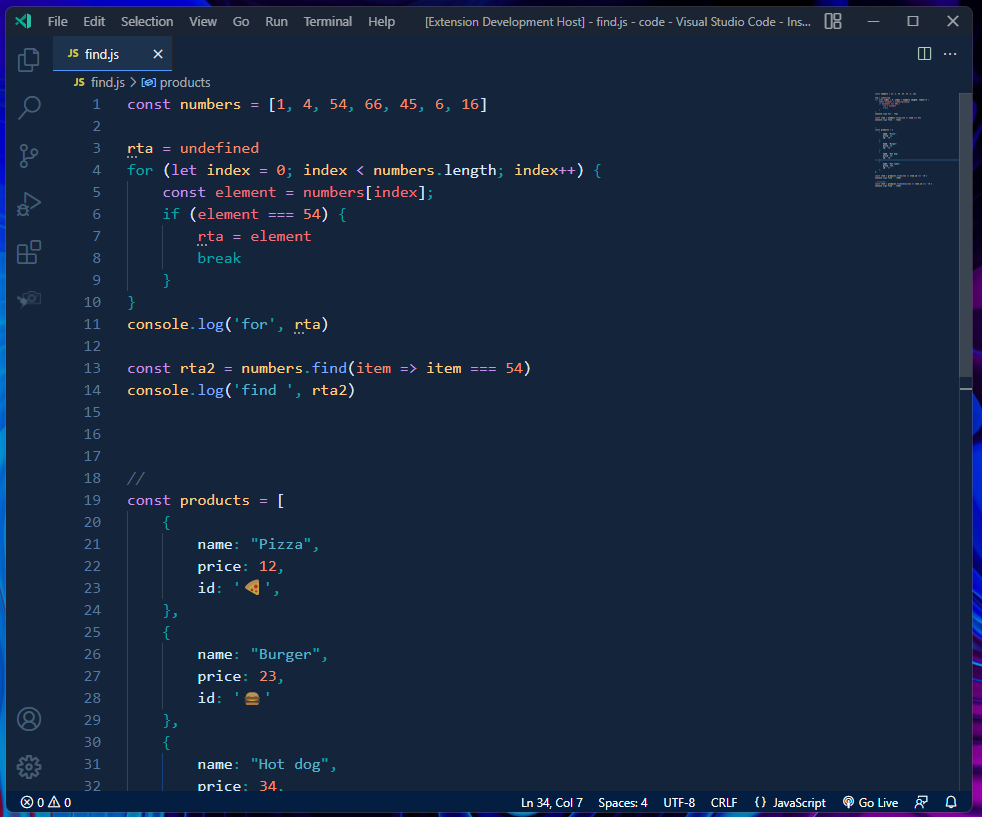 File Edit Selection View Go Run Terminal Help [Extension Development Host] - find.js - code - Visual Studio Code - Ins...
JS find.js
JS find.js > products
1 const numbers = [1, 4, 54, 66, 45, 6, 16]
2
3 rta = undefined
4 for (let index = 0; index < numbers.length; index++) {
5 const element = numbers[index];
6 if (element === 54) {
7 rta = element
8 break
9 }
10 }
11 console.log('for', rta)
12
13 const rta2 = numbers.find(item => item === 54)
14 console.log('find ', rta2)
15
16
17
18 //
19 const products = [
20 {
21 name: "Pizza",
22 price: 12,
23 id: '🍕',
24 },
25 {
26 name: "Burger",
27 price: 23,
28 id: '🍔'
29 },
30 {
31 name: "Hot dog",
32 price: 34,
0 0 Ln 34, Col 7 Spaces: 4 UTF-8 CRLF {} JavaScript Go Live